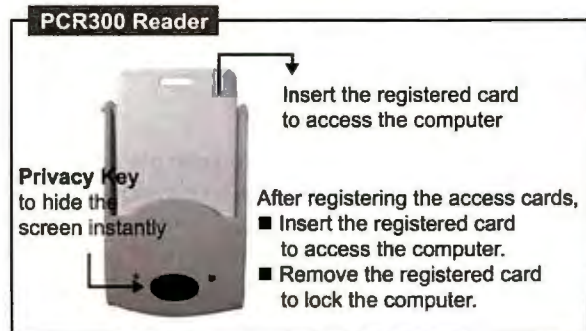 PCR300 Reader
Insert the registered card
to access the computer
Privacy Key
to hide the
screen instantly
After registering the access cards,
■ Insert the registered card
to access the computer.
■ Remove the registered card
to lock the computer.